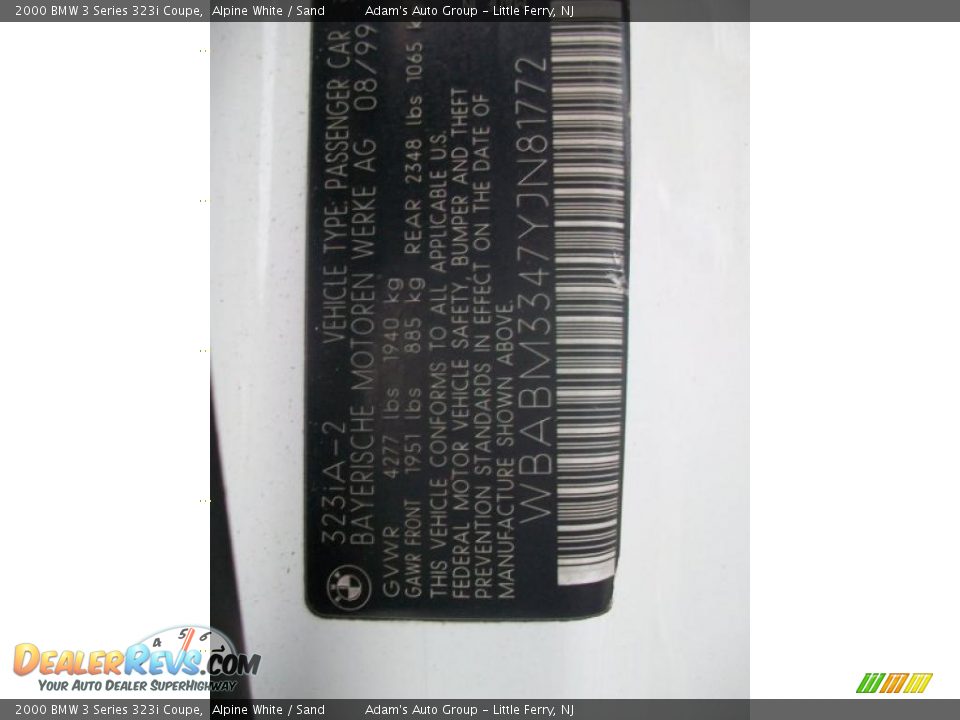 2000 BMW 3 Series 323i Coupe, Alpine White / Sand Adam's Auto Group - Little Ferry, NJ
323iA-2 VEHICLE TYPE: PASSENGER CAR
BAYERISCHE MOTOREN WERKE AG 08/99
GVWR 4277 lbs 1940 kg
GAWR FRONT 1951 lbs 885 kg REAR 2348 lbs 1065 k
THIS VEHICLE CONFORMS TO ALL APPLICABLE U.S.
FEDERAL MOTOR VEHICLE SAFETY, BUMPER AND THEFT
PREVENTION STANDARDS IN EFFECT ON THE DATE OF
MANUFACTURE SHOWN ABOVE.
WBABM3347YJN81772
4 5 6
DEALERREVS.COM
YOUR AUTO DEALER SUPERHIGHWAY
2000 BMW 3 Series 323i Coupe, Alpine White / Sand Adam's Auto Group - Little Ferry, NJ